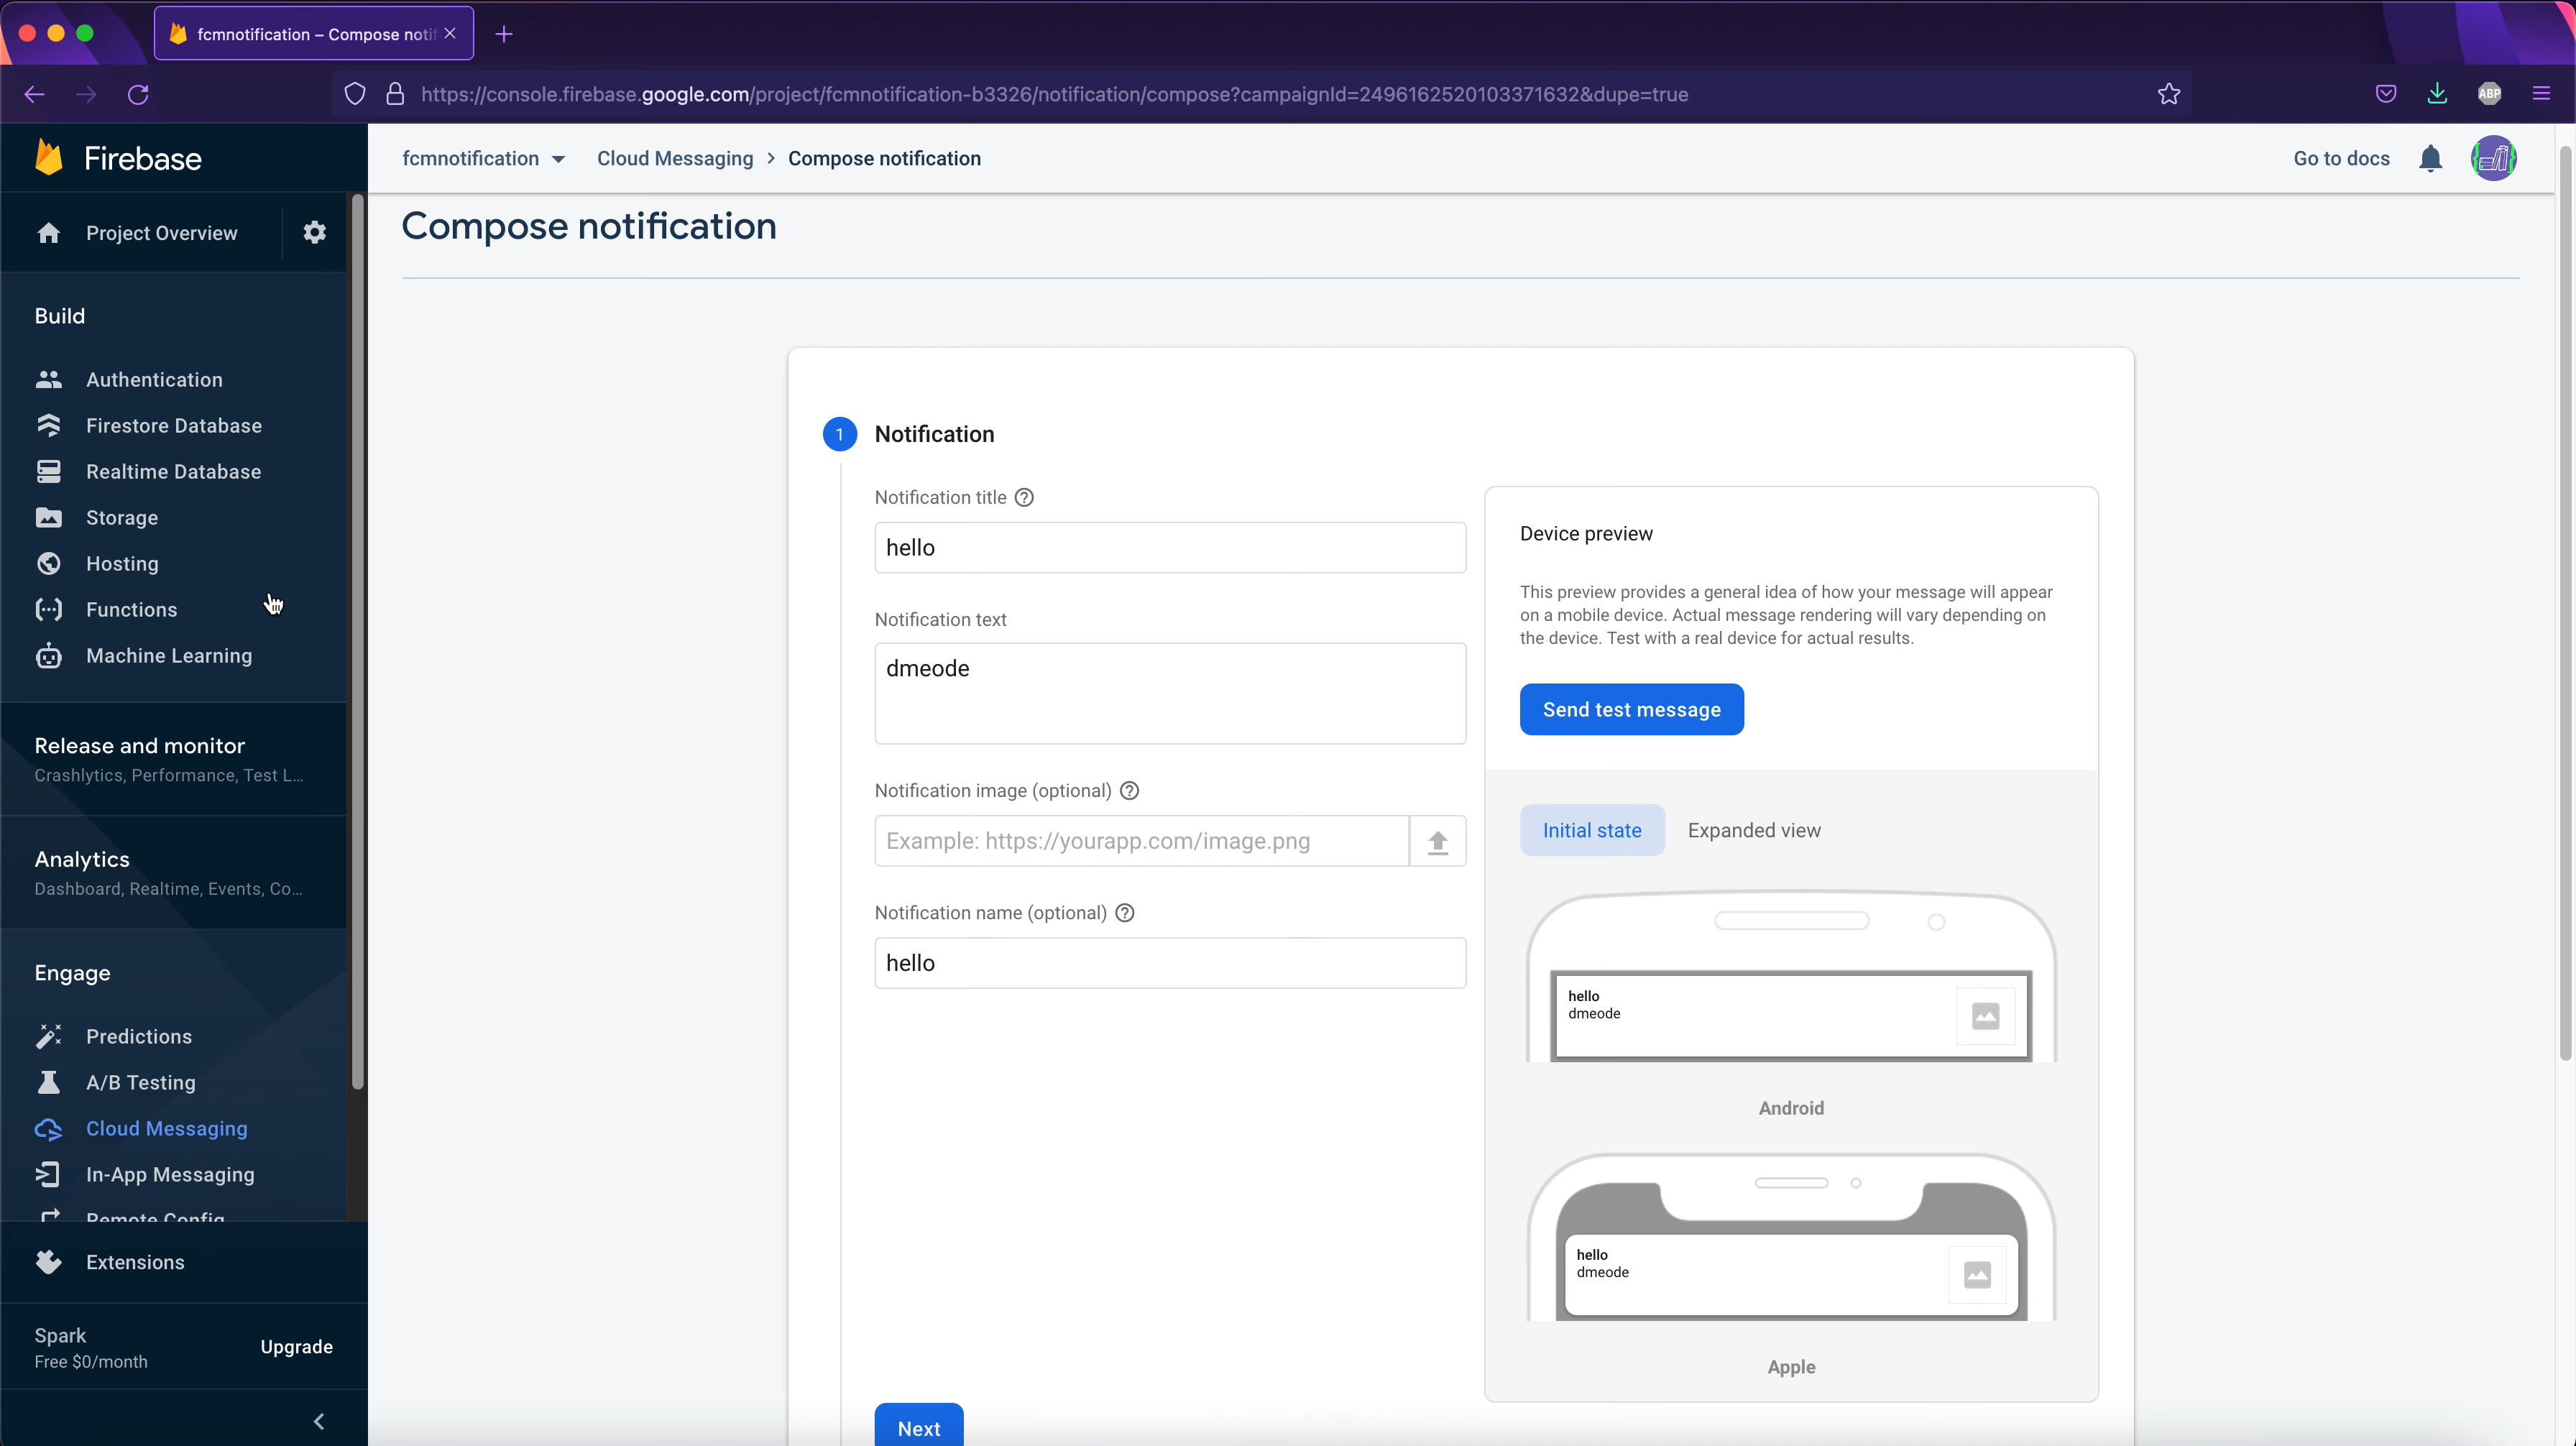 fcmnotification – Compose notif
https://console.firebase.google.com/project/fcmnotification-b3326/notification/compose?campaignId=2496162520103371632&dupe=true
ABP
Firebase
fcmnotification
Cloud Messaging > Compose notification
Go to docs
Project Overview
Compose notification
Build
Authentication
Firestore Database
Realtime Database
Storage
Hosting
Functions
Machine Learning
Release and monitor
Crashlytics, Performance, Test L...
Analytics
Dashboard, Realtime, Events, Co...
Engage
Predictions
A/B Testing
Cloud Messaging
In-App Messaging
Remote Config
Extensions
Spark
Free $0/month
Upgrade
1 Notification
Notification title
hello
Notification text
dmeode
Notification image (optional)
Example: https://yourapp.com/image.png
Notification name (optional)
hello
Next
Device preview
This preview provides a general idea of how your message will appear
on a mobile device. Actual message rendering will vary depending on
the device. Test with a real device for actual results.
Send test message
Initial state
Expanded view
hello
dmeode
Android
hello
dmeode
Apple